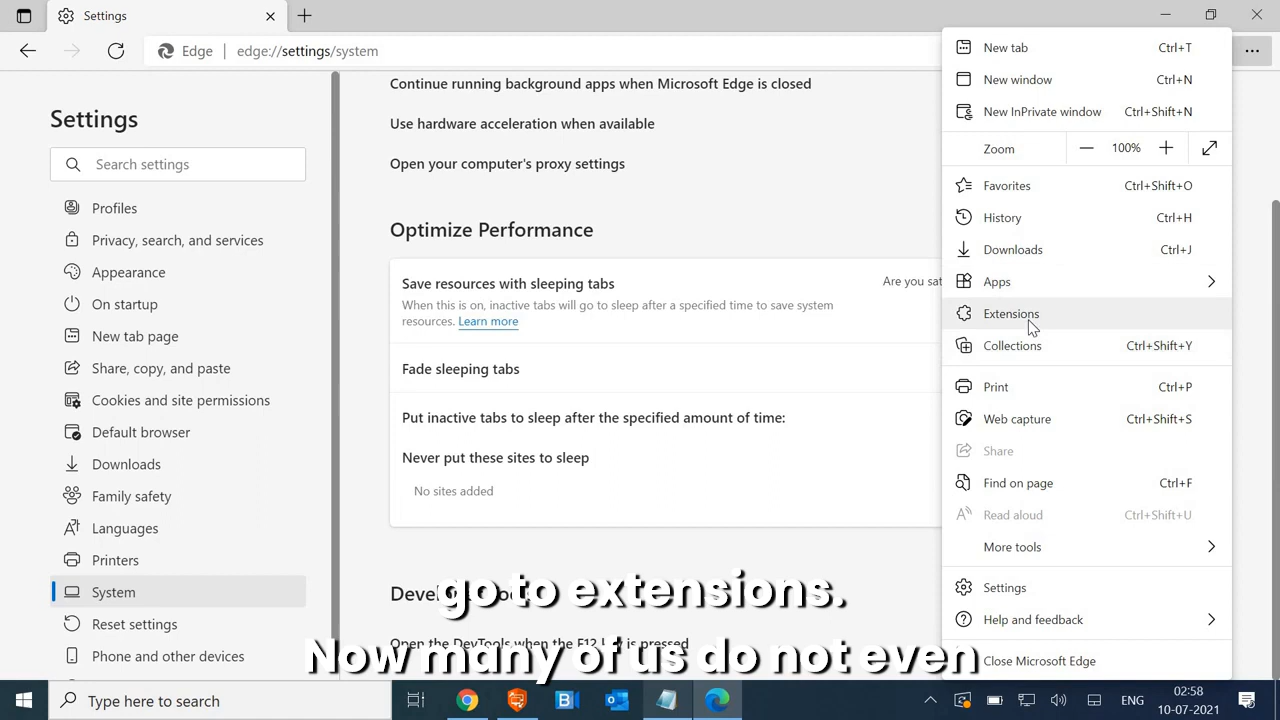 Settings
Edge
edge://settings/system
Settings
Search settings
Profiles
Privacy, search, and services
Appearance
On startup
New tab page
Share, copy, and paste
Cookies and site permissions
Default browser
Downloads
Family safety
Languages
Printers
System
Reset settings
Phone and other devices
Continue running background apps when Microsoft Edge is closed
Use hardware acceleration when available
Open your computer's proxy settings
Optimize Performance
Save resources with sleeping tabs
Are you sat
When this is on, inactive tabs will go to sleep after a specified time to save system
resources. Learn more
Fade sleeping tabs
Put inactive tabs to sleep after the specified amount of time:
Never put these sites to sleep
No sites added
Open the DevTools when the F12 key is pressed
New tab Ctrl+T
New window Ctrl+N
New InPrivate window Ctrl+Shift+N
Zoom 100%
Favorites Ctrl+Shift+O
History Ctrl+H
Downloads Ctrl+J
Apps
Extensions
Collections Ctrl+Shift+Y
Print Ctrl+P
Web capture Ctrl+Shift+S
Share
Find on page Ctrl+F
Read aloud Ctrl+Shift+U
More tools
Settings
Help and feedback
Close Microsoft Edge
go to extensions.
Now many of us do not even
Type here to search
ENG
02:58
10-07-2021